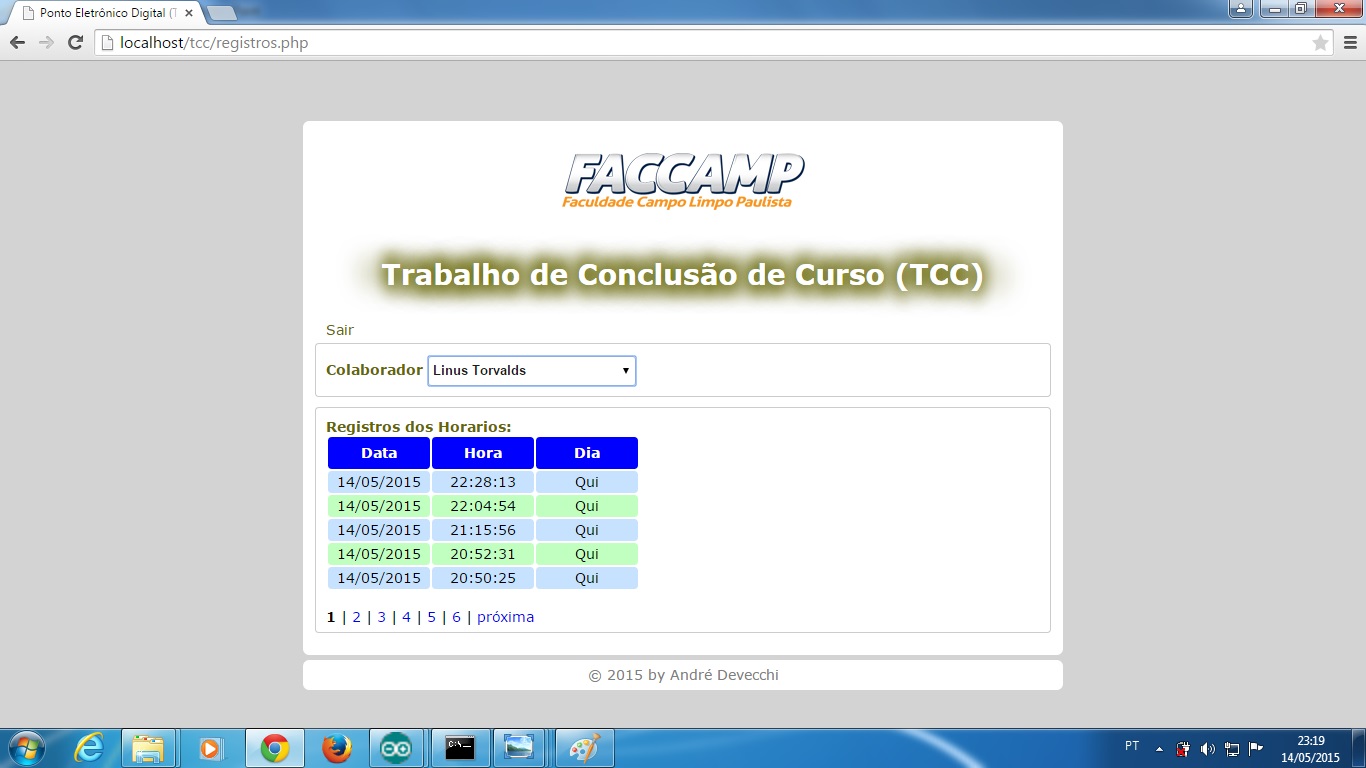 Ponto Eletrônico Digital (T
localhost/tcc/registros.php
FACCAMP
Faculdade Campo Limpo Paulista
Trabalho de Conclusão de Curso (TCC)
Sair
Colaborador Linus Torvalds
Registros dos Horarios:
Data Hora Dia
14/05/2015 22:28:13 Qui
14/05/2015 22:04:54 Qui
14/05/2015 21:15:56 Qui
14/05/2015 20:52:31 Qui
14/05/2015 20:50:25 Qui
1 | 2 | 3 | 4 | 5 | 6 | próxima
© 2015 by André Devecchi
PT
23:19
14/05/2015